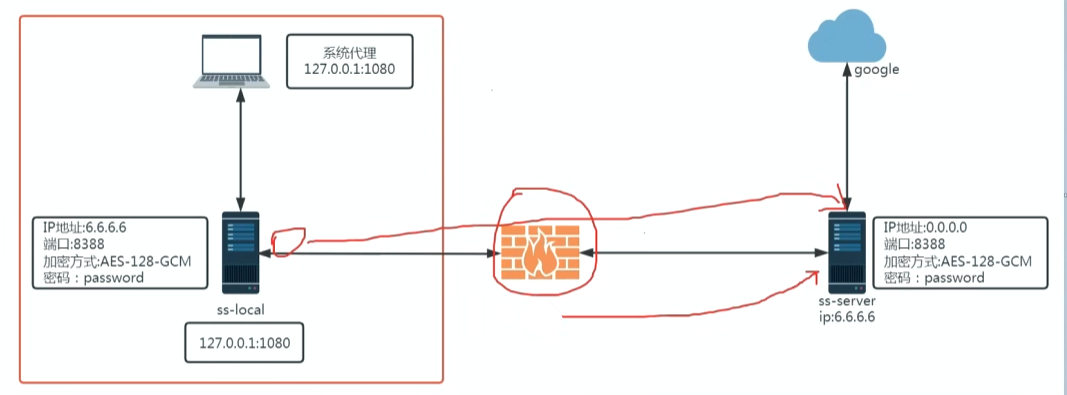 系统代理
127.0.0.1:1080
google
IP地址:6.6.6.6
端口:8388
加密方式:AES-128-GCM
密码：password
ss-local
127.0.0.1:1080
IP地址:0.0.0.0
端口:8388
加密方式:AES-128-GCM
密码：password
ss-server
ip:6.6.6.6